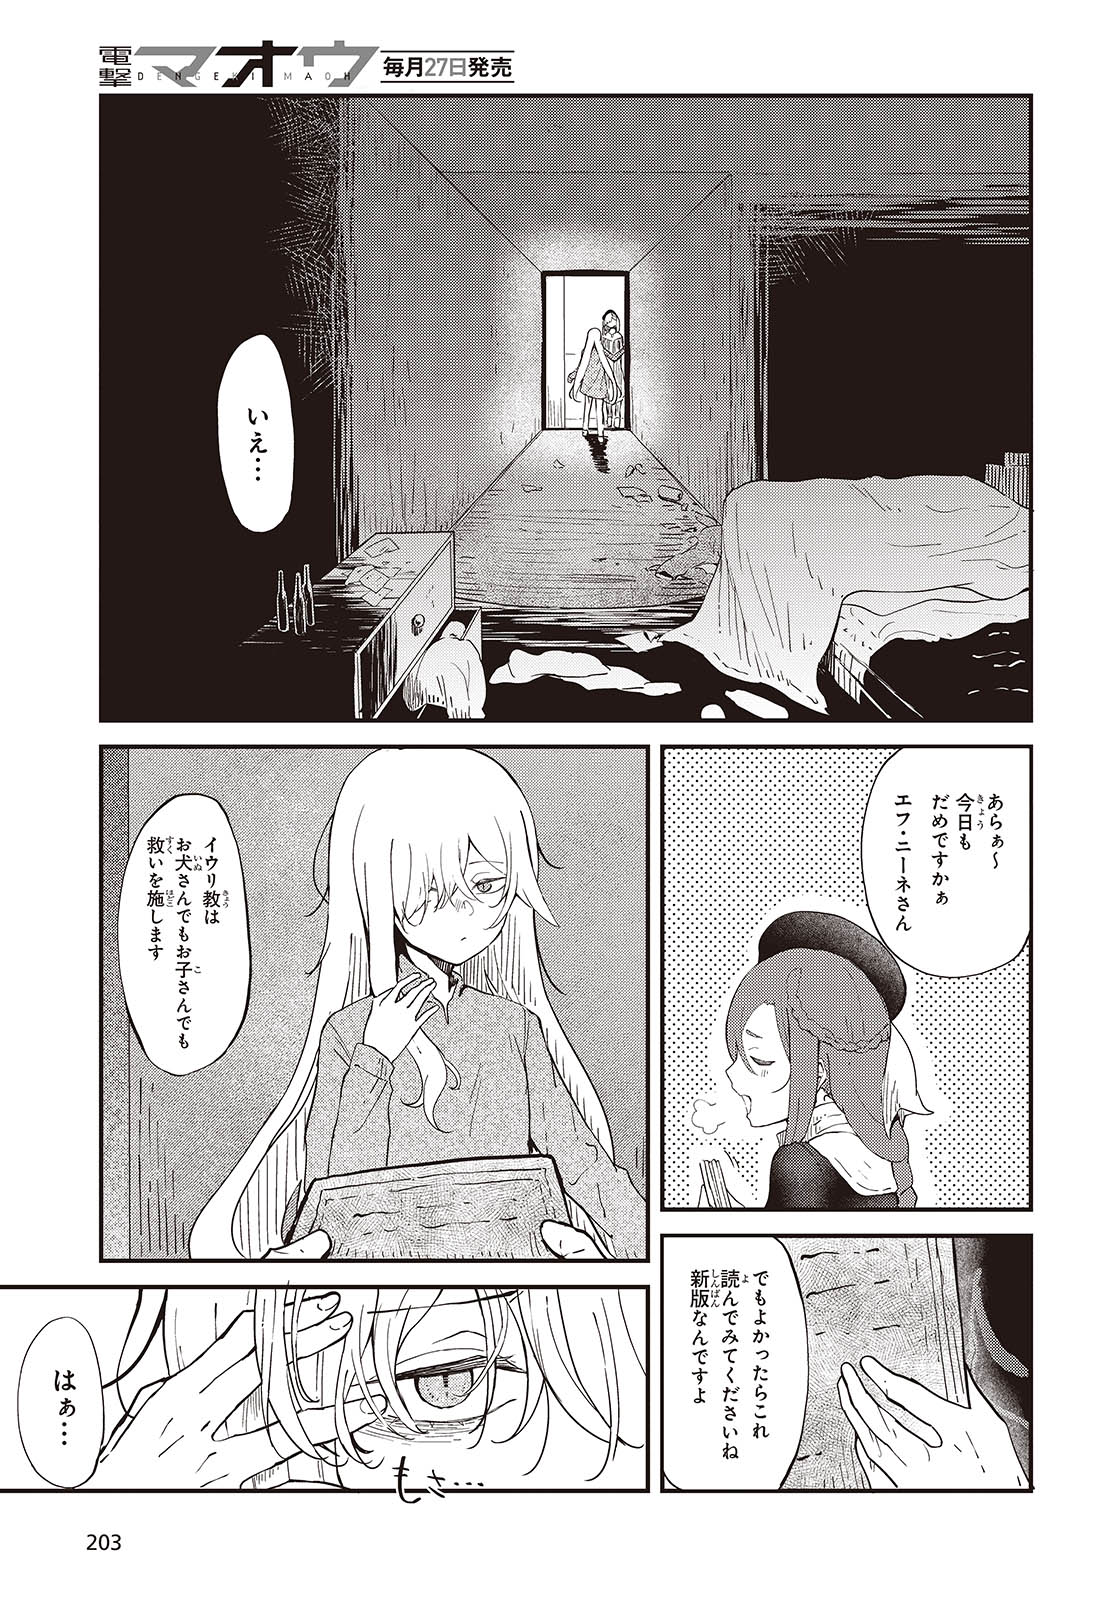 電撃マオウ
DENGEKI MAOH
毎月27日発売
いえ…
あらぁ〜
今日も
だめですかぁ
エフ・ニーネさん
イウリ教は
お犬さんでもお子さんでも
救いを施します
でもよかったらこれ
読んでみてくださいね
新版なんですよ
もさ…
はぁ…
203